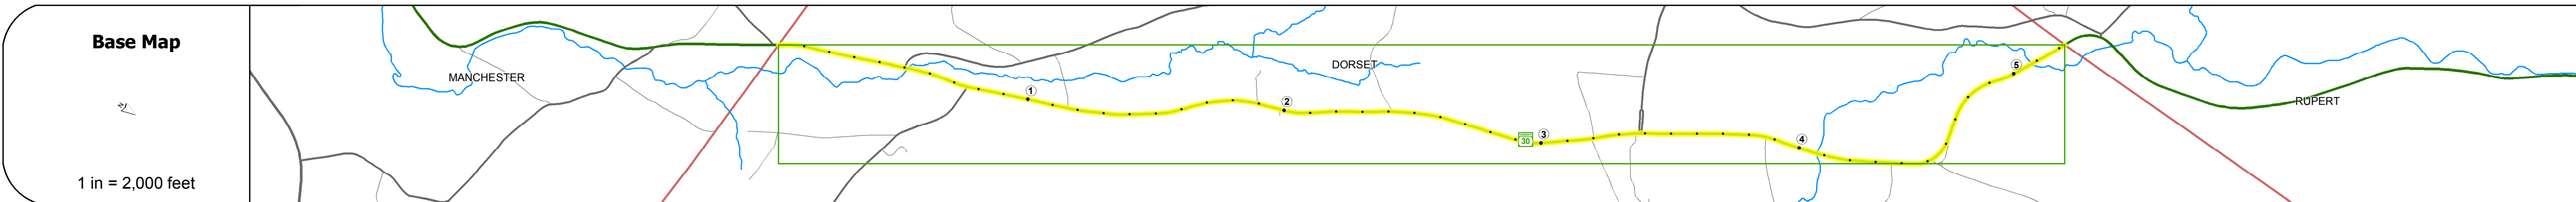 Base Map
N
1 in = 2,000 feet
MANCHESTER
DORSET
RUPERT
1
2
30
3
4
5